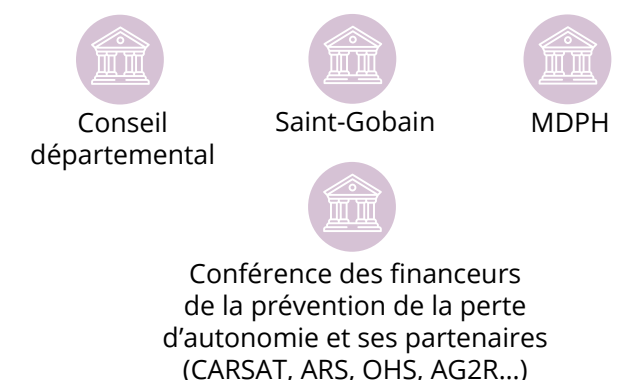 Conseil
départemental
Saint-Gobain
MDPH
Conférence des financeurs
de la prévention de la perte
d’autonomie et ses partenaires
(CARSAT, ARS, OHS, AG2R...)